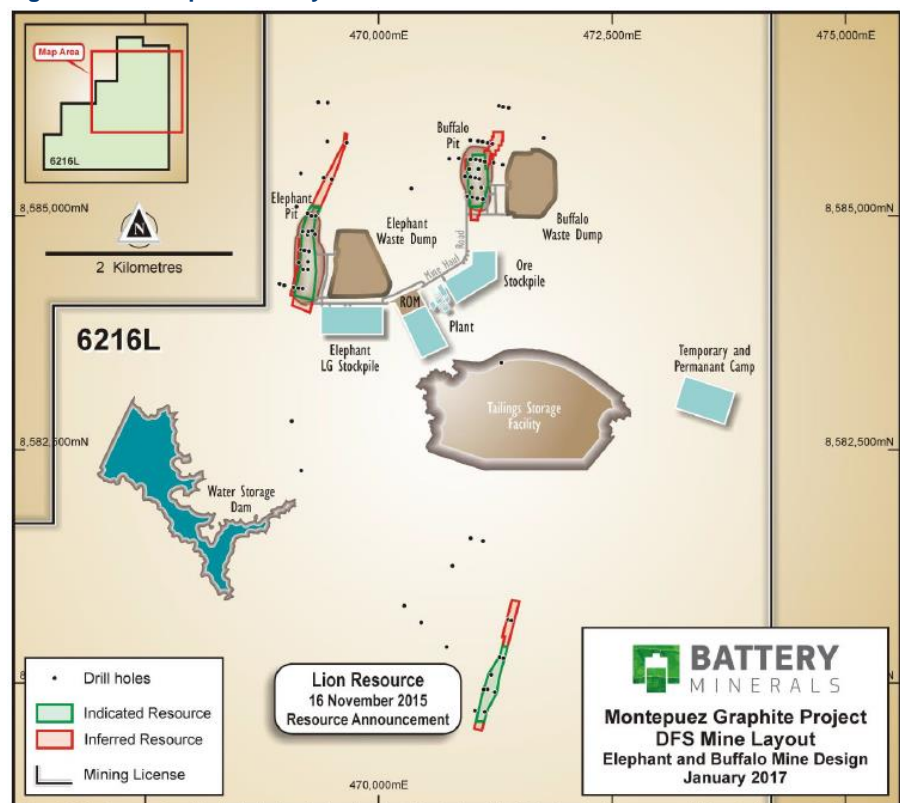 470,000mE
472,500mE
475,000mE
Map Area
6216L
N
2 Kilometres
8,585,000mN
8,585,000mN
Buffalo
Pit
Elephant
Pit
Elephant
Waste Dump
Buffalo
Waste Dump
Mine Haul Road
Ore
Stockpile
ROM
Plant
6216L
Elephant
LG Stockpile
Temporary and
Permanant Camp
Tailings Storage
Facility
8,582,500mN
8,582,500mN
Water Storage
Dam
Lion Resource
16 November 2015
Resource Announcement
Drill holes
Indicated Resource
Inferred Resource
Mining License
BATTERY
MINERALS
Montepuez Graphite Project
DFS Mine Layout
Elephant and Buffalo Mine Design
January 2017
470,000mE